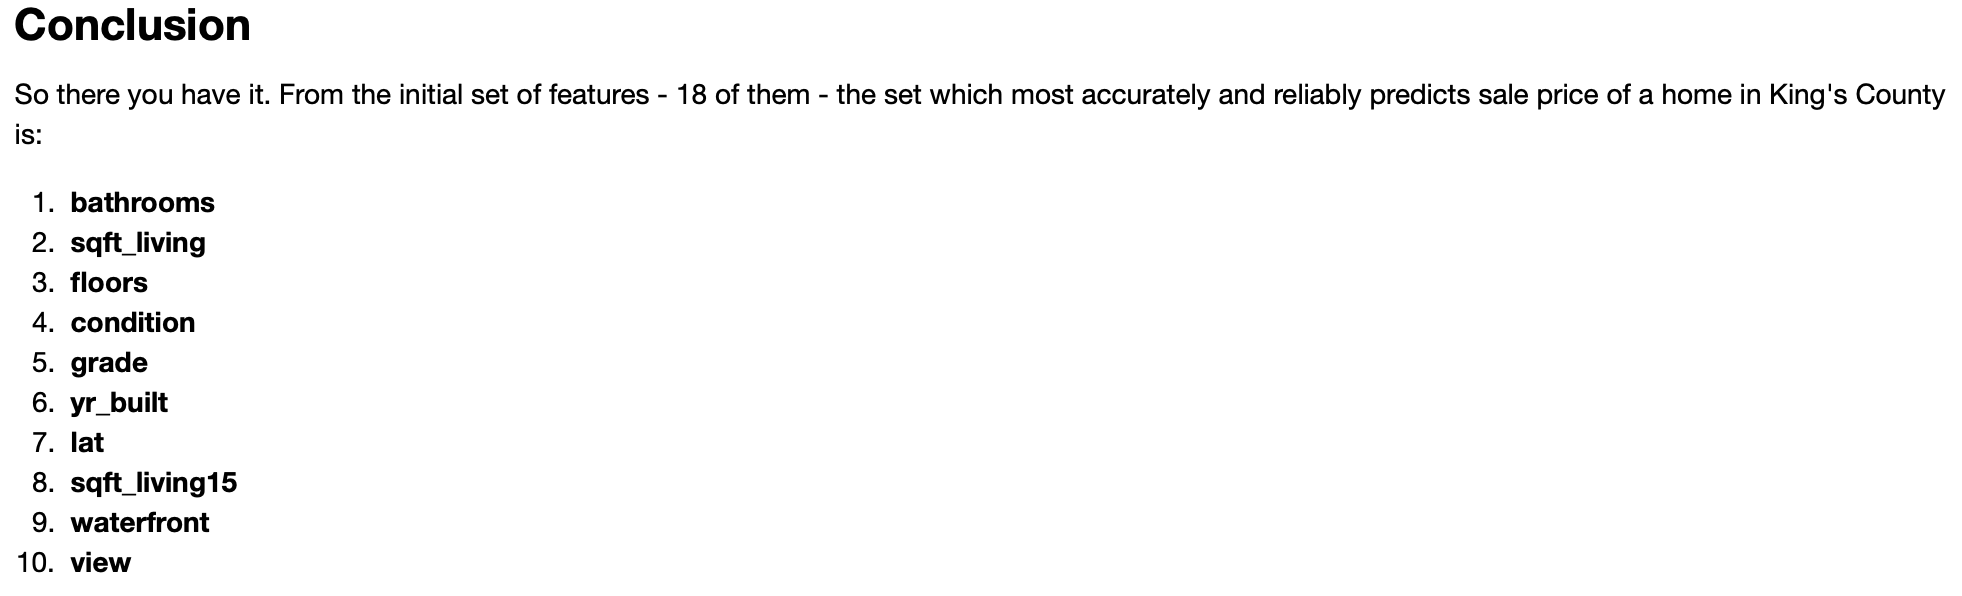 Conclusion
So there you have it. From the initial set of features - 18 of them - the set which most accurately and reliably predicts sale price of a home in King's County
is:
1. bathrooms
2. sqft_living
3. floors
4. condition
5. grade
6. yr_built
7. lat
8. sqft_living15
9. waterfront
10. view